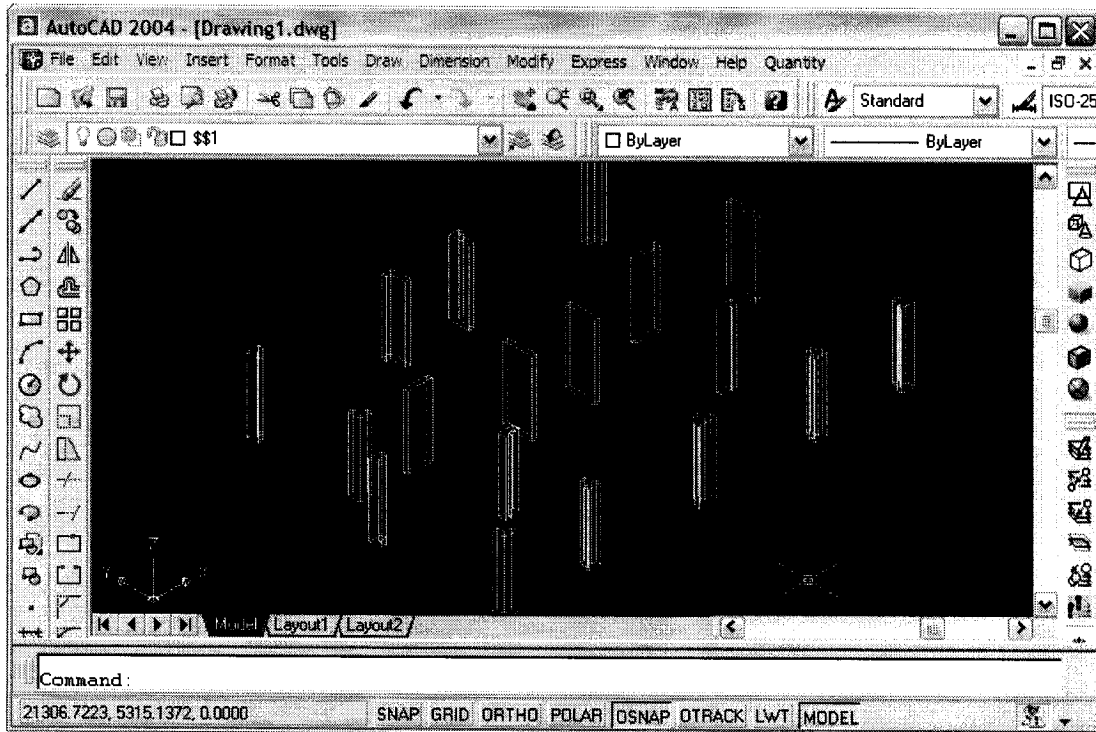 AutoCAD 2004 - [Drawing1.dwg]
File Edit View Insert Format Tools Draw Dimension Modify Express Window Help Quantity
Standard ISO-25
$$1 ByLayer ByLayer
Model Layout1 Layout2
Command:
21306.7223, 5315.1372, 0.0000 SNAP GRID ORTHO POLAR OSNAP OTRACK LWT MODEL